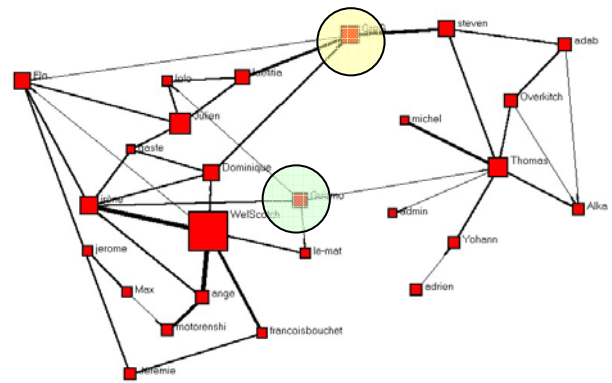 steven
adab
Flo
lolo
laetitia
Julien
Overkitch
michel
gaste
Dominique
Thomas
WelScotch
admin
Alka
jerome
le-mat
Yohann
Max
ange
adrien
motorenshi
francoisbouchet
Jeremie